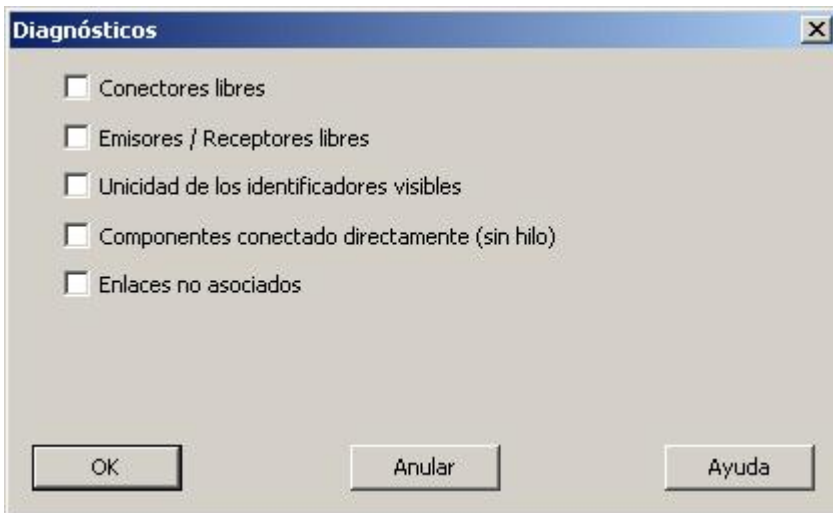 Diagnósticos
Conectores libres
Emisores / Receptores libres
Unicidad de los identificadores visibles
Componentes conectado directamente (sin hilo)
Enlaces no asociados
OK Anular Ayuda